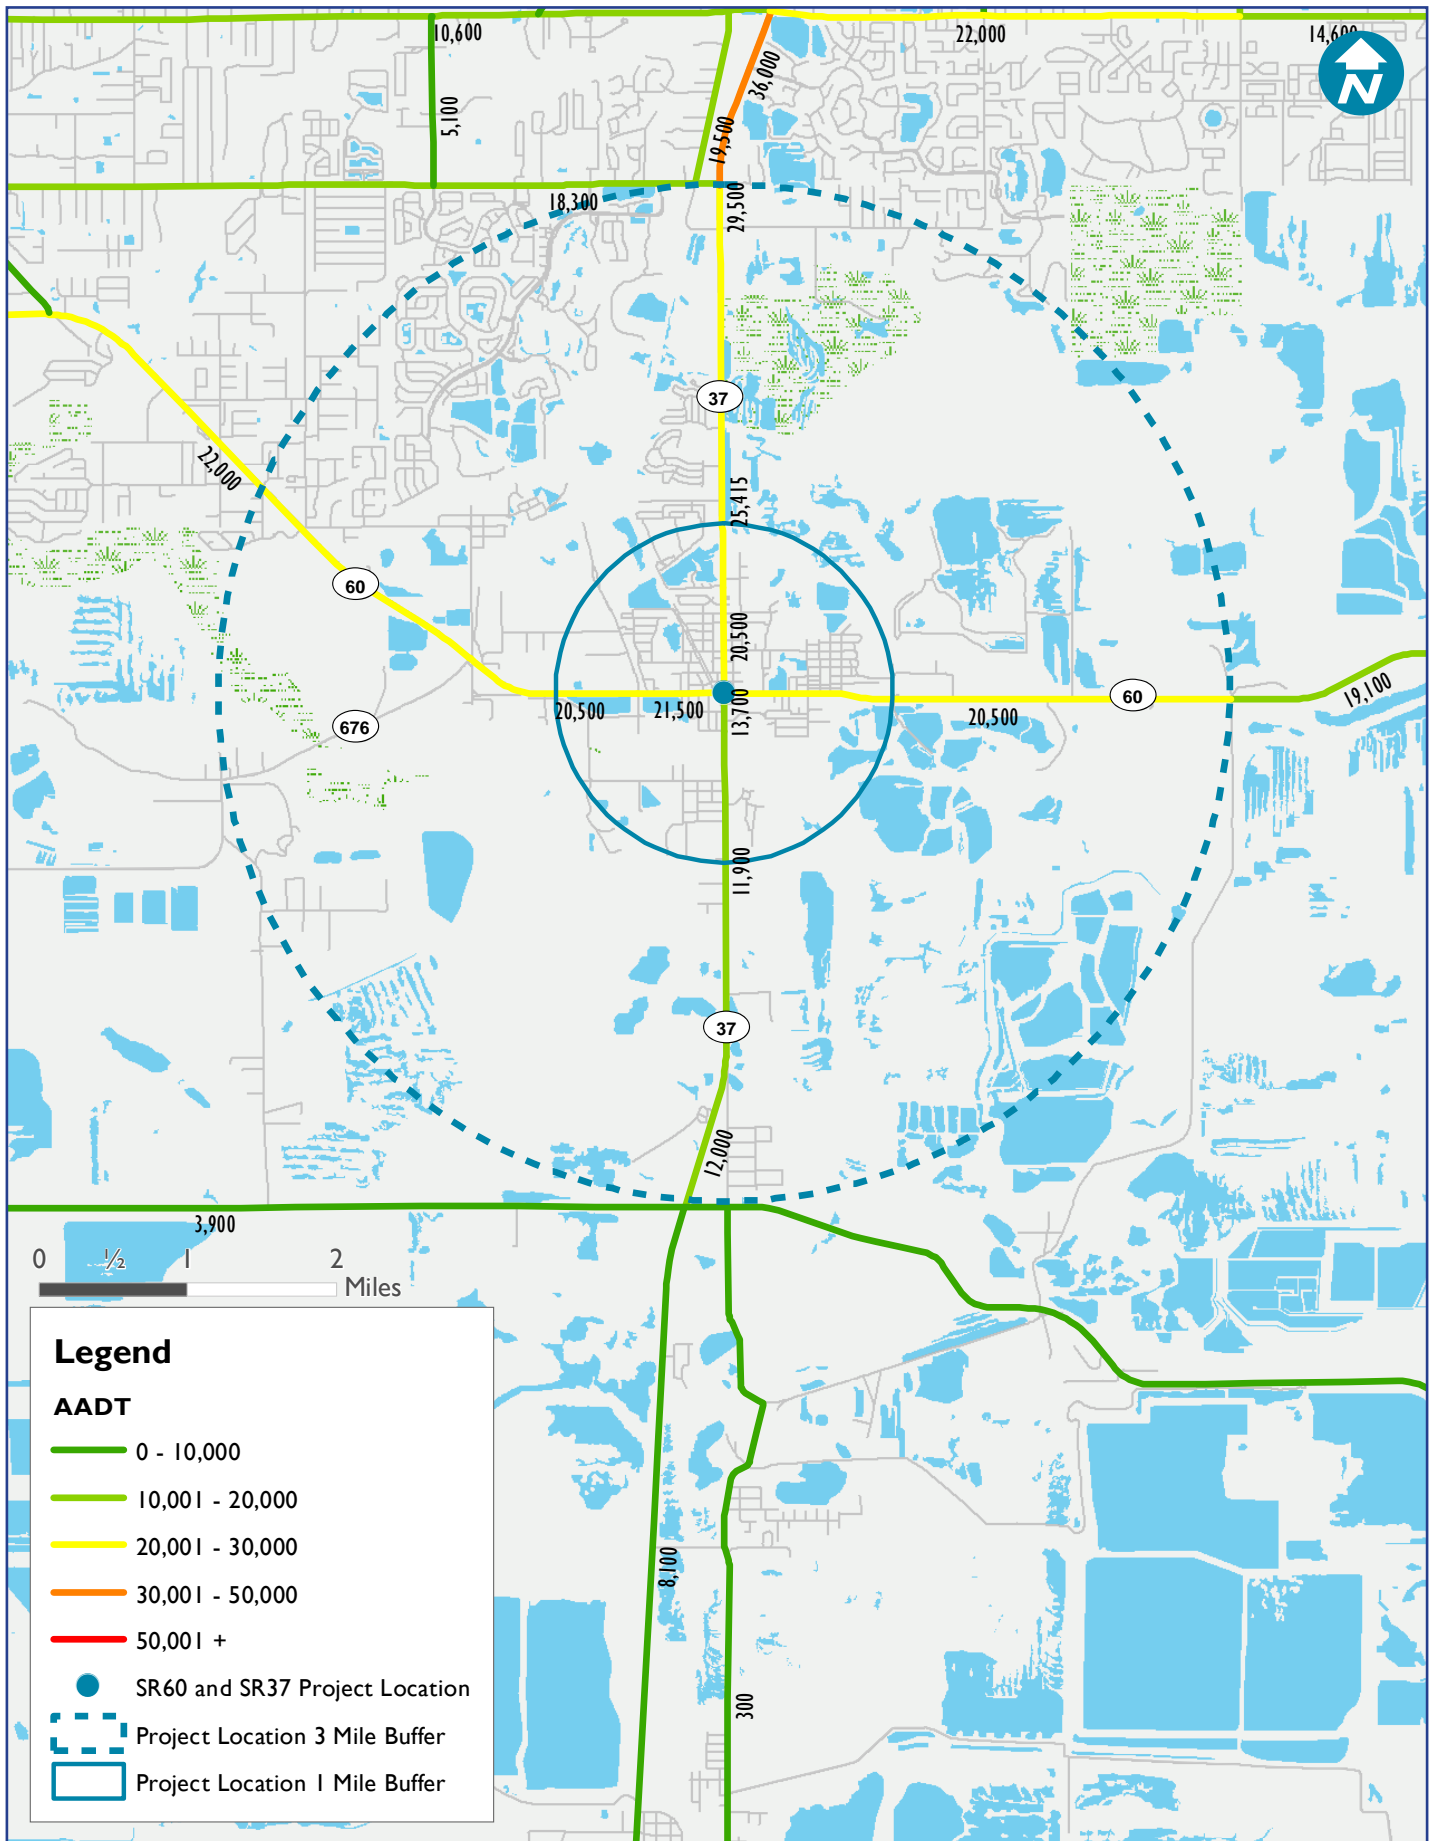 10,600
22,000
14,600
N
36,000
5,100
19,500
18,300
29,500
37
22,000
25,415
60
20,500
19,100
60
676
20,500
21,500
13,700
20,500
11,900
37
12,000
3,900
0 ½ 1 2
Miles
8,100
300
Legend
AADT
0 - 10,000
10,001 - 20,000
20,001 - 30,000
30,001 - 50,000
50,001 +
SR60 and SR37 Project Location
Project Location 3 Mile Buffer
Project Location 1 Mile Buffer